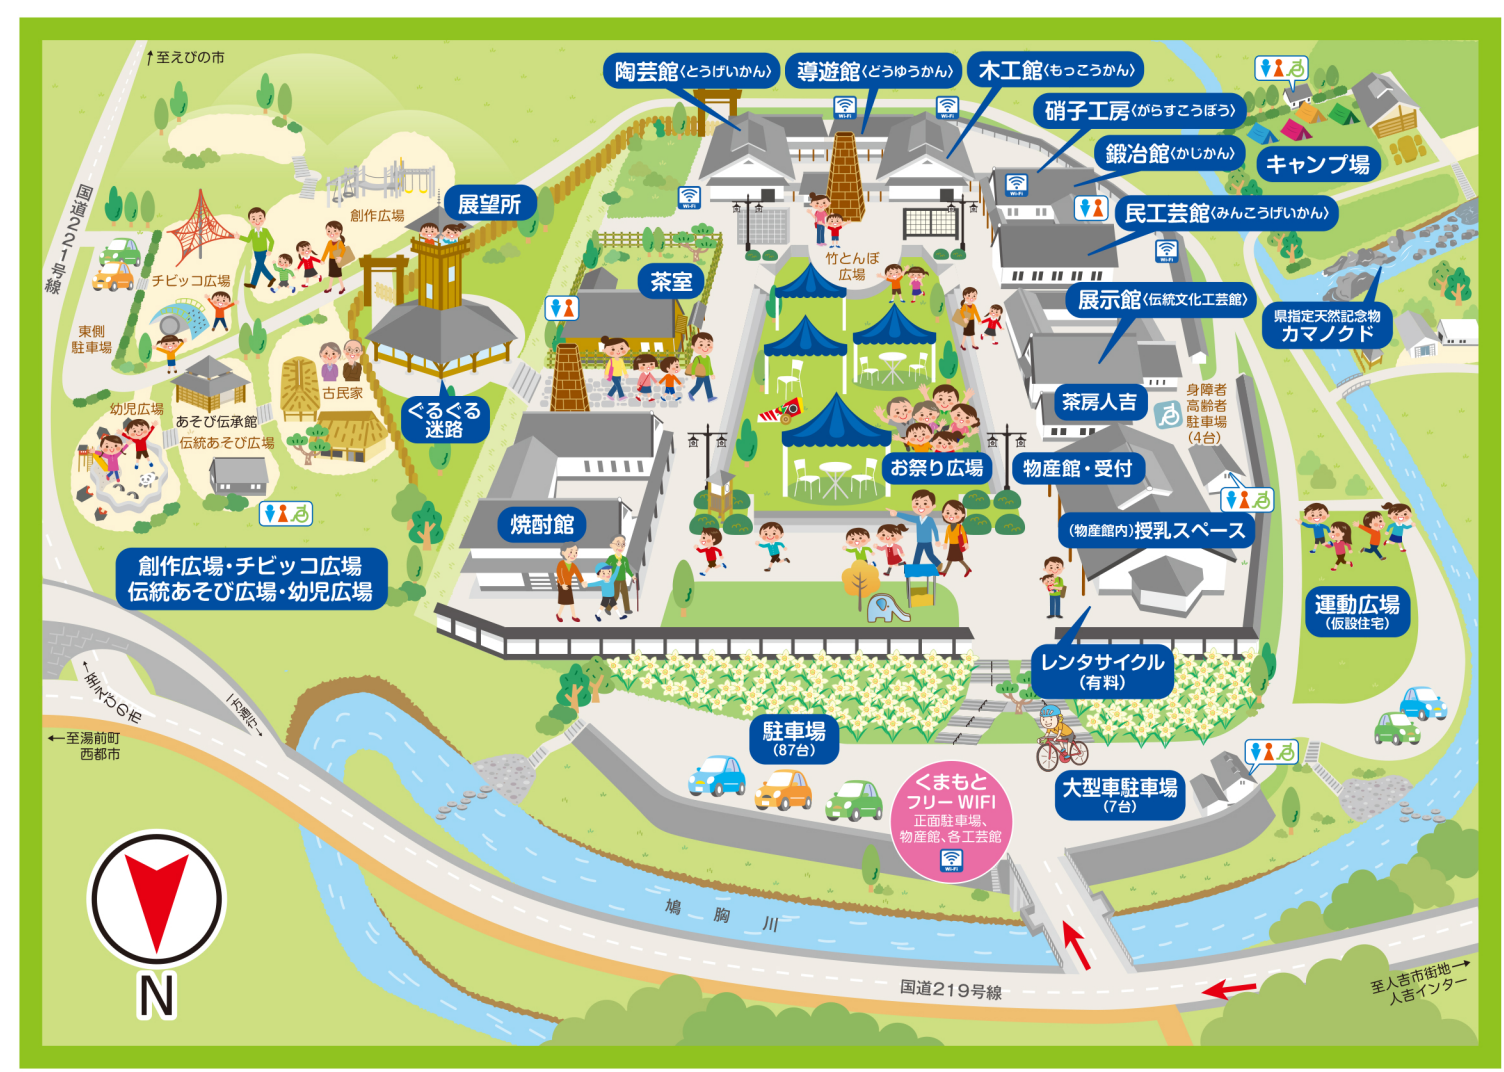 ↑至えびの市
陶芸館〈とうげいかん〉
導遊館〈どうゆうかん〉
木工館〈もっこうかん〉
硝子工房〈がらすこうぼう〉
鍛冶館〈かじかん〉
キャンプ場
民工芸館〈みんこうげいかん〉
Wi-Fi
Wi-Fi
Wi-Fi
Wi-Fi
Wi-Fi
国道221号線
創作広場
展望所
チビッコ広場
茶室
竹とんぼ
広場
展示館〈伝統文化工芸館〉
県指定天然記念物
カマノクド
東側
駐車場
古民家
幼児広場
あそび伝承館
伝統あそび広場
ぐるぐる
迷路
茶房人吉
身障者
高齢者
駐車場
(4台)
お祭り広場
物産館・受付
焼酎館
(物産館内)授乳スペース
創作広場・チビッコ広場
伝統あそび広場・幼児広場
運動広場
(仮設住宅)
レンタサイクル
(有料)
←至えびの市
一方通行→
←至湯前町
西都市
駐車場
(87台)
くまもと
フリーWIFI
正面駐車場、
物産館、各工芸館
Wi-Fi
大型車駐車場
(7台)
鳩胸川
国道219号線
至人吉市街地→
人吉インター
N